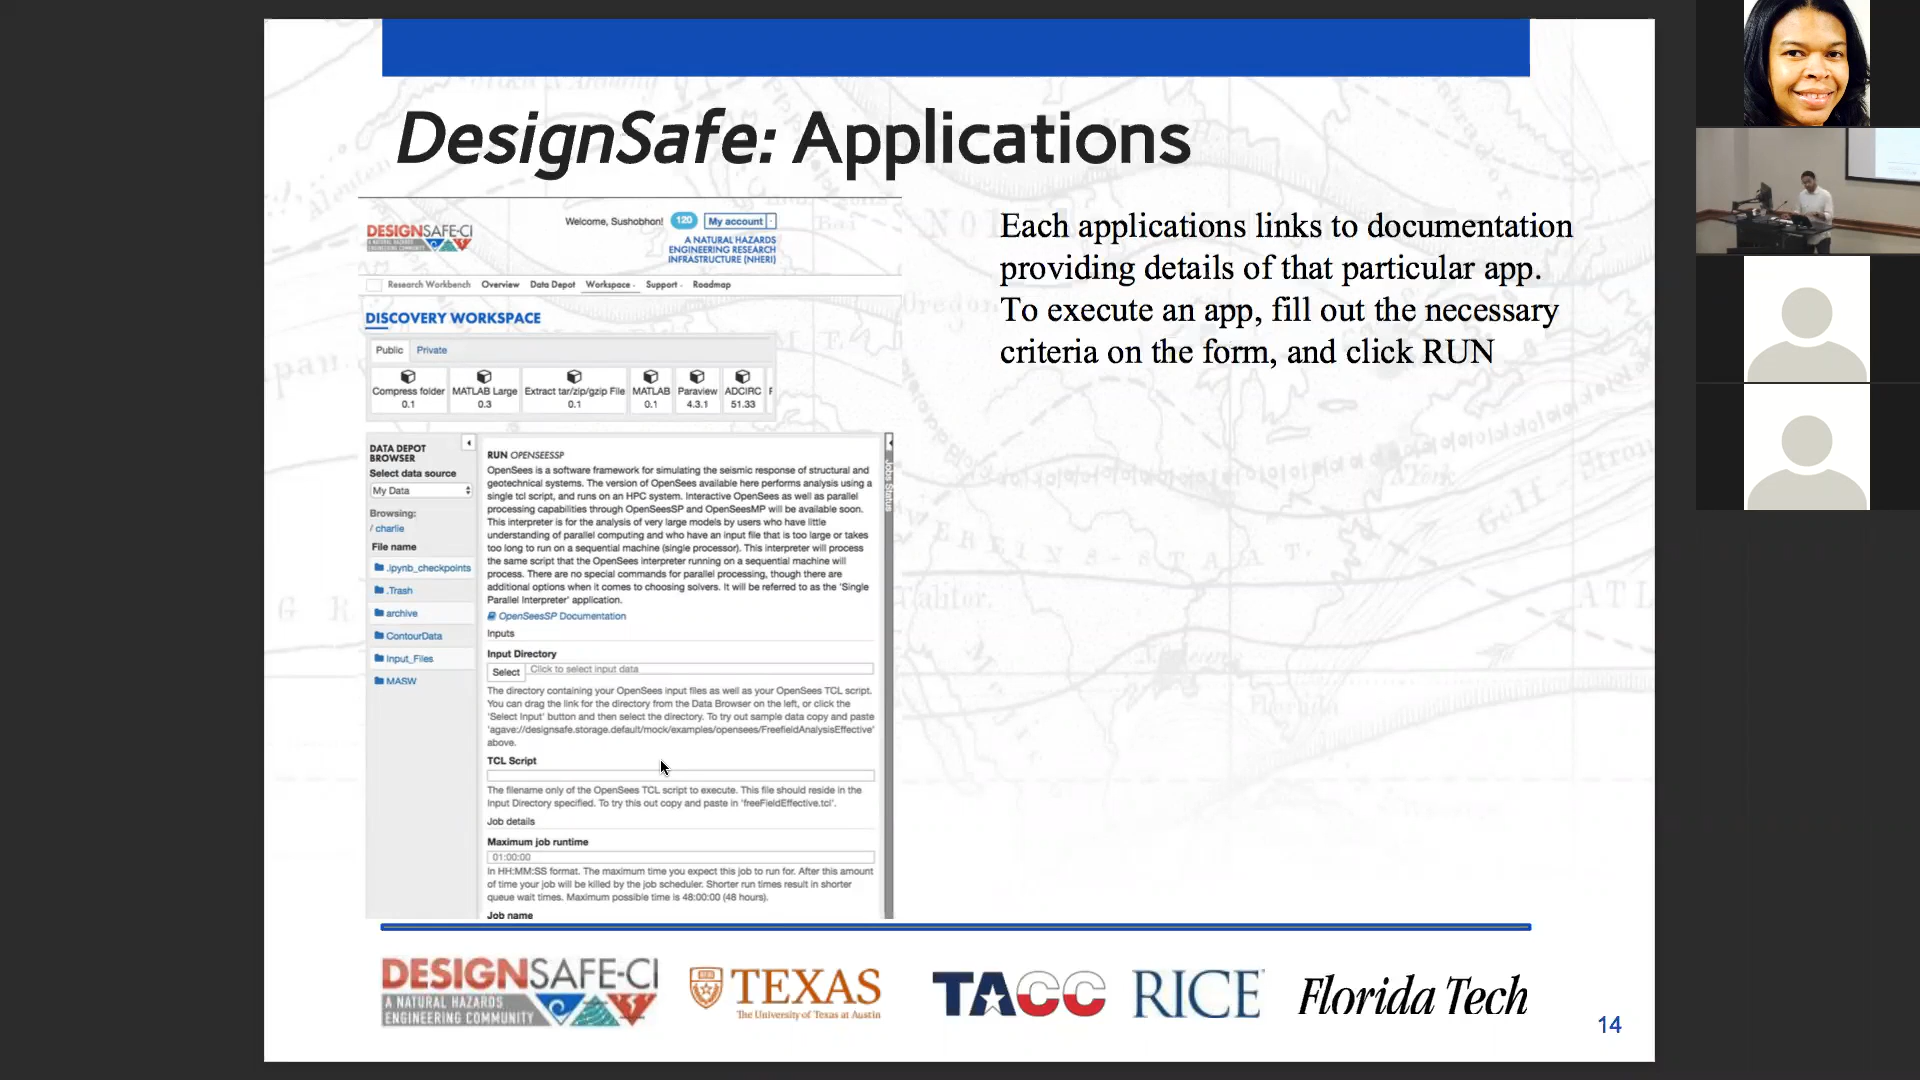 DesignSafe: Applications
DESIGNSAFE-CI
Welcome, Sushobhon! 120 My account
A NATURAL HAZARDS
ENGINEERING RESEARCH
INFRASTRUCTURE (NHERI)
Research Workbench Overview Data Depot Workspace Support Roadmap
DISCOVERY WORKSPACE
Public Private
Compress folder MATLAB Large Extract tar/zip/gzip File MATLAB Paraview ADCIRC
0.1 0.3 0.1 0.1 4.3.1 51.33
DATA DEPOT
BROWSER
Select data source
My Data
Browsing:
/ charlie
File name
.ipynb_checkpoints
.Trash
archive
ContourData
Input_Files
MASW
RUN OPENSEESSP
OpenSees is a software framework for simulating the seismic response of structural and
geotechnical systems. The version of OpenSees available here performs analysis using a
single tcl script, and runs on an HPC system. Interactive OpenSees as well as parallel
processing capabilities through OpenSeesSP and OpenSeesMP will be available soon.
This interpreter is for the analysis of very large models by users who have little
understanding of parallel computing and who have an input file that is too large or takes
too long to run on a sequential machine (single processor). This interpreter will process
the same script that the OpenSees interpreter running on a sequential machine will
process. There are no special commands for parallel processing, though there are
additional options when it comes to choosing solvers. It will be referred to as the 'Single
Parallel Interpreter' application.
OpenSeesSP Documentation
Inputs
Input Directory
Select Click to select input data
The directory containing your OpenSees input files as well as your OpenSees TCL script.
You can drag the link for the directory from the Data Browser on the left, or click the
'Select Input' button and then select the directory. To try out sample data copy and paste
'agave://designsafe.storage.default/mock/examples/opensees/FreefieldAnalysisEffective'
above.
TCL Script
The filename only of the OpenSees TCL script to execute. This file should reside in the
Input Directory specified. To try this out copy and paste in 'freeFieldEffective.tcl'.
Job details
Maximum job runtime
01:00:00
In HH:MM:SS format. The maximum time you expect this job to run for. After this amount
of time your job will be killed by the job scheduler. Shorter run times result in shorter
queue wait times. Maximum possible time is 48:00:00 (48 hours).
Job name
Jobs Status
Each applications links to documentation
providing details of that particular app.
To execute an app, fill out the necessary
criteria on the form, and click RUN
DESIGNSAFE-CI
A NATURAL HAZARDS
ENGINEERING COMMUNITY
TEXAS
The University of Texas at Austin
TACC
RICE
Florida Tech
14